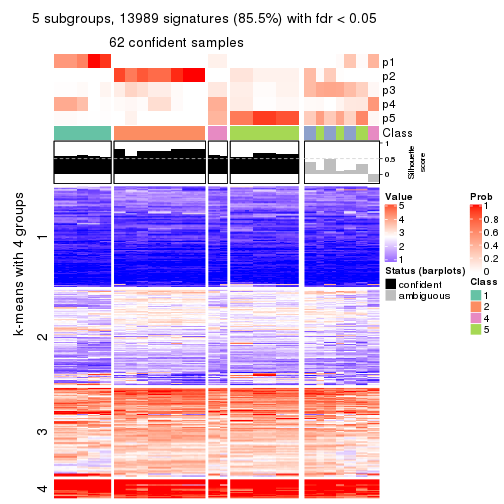 5 subgroups, 13989 signatures (85.5%) with fdr < 0.05
62 confident samples
p1
p2
p3
p4
p5
Class
1
0.5
0
Silhouette
score
k-means with 4 groups
1
2
3
4
Value
5
4
3
2
1
Status (barplots)
confident
ambiguous
Prob
1
0.8
0.6
0.4
0.2
0
Class
1
2
4
5